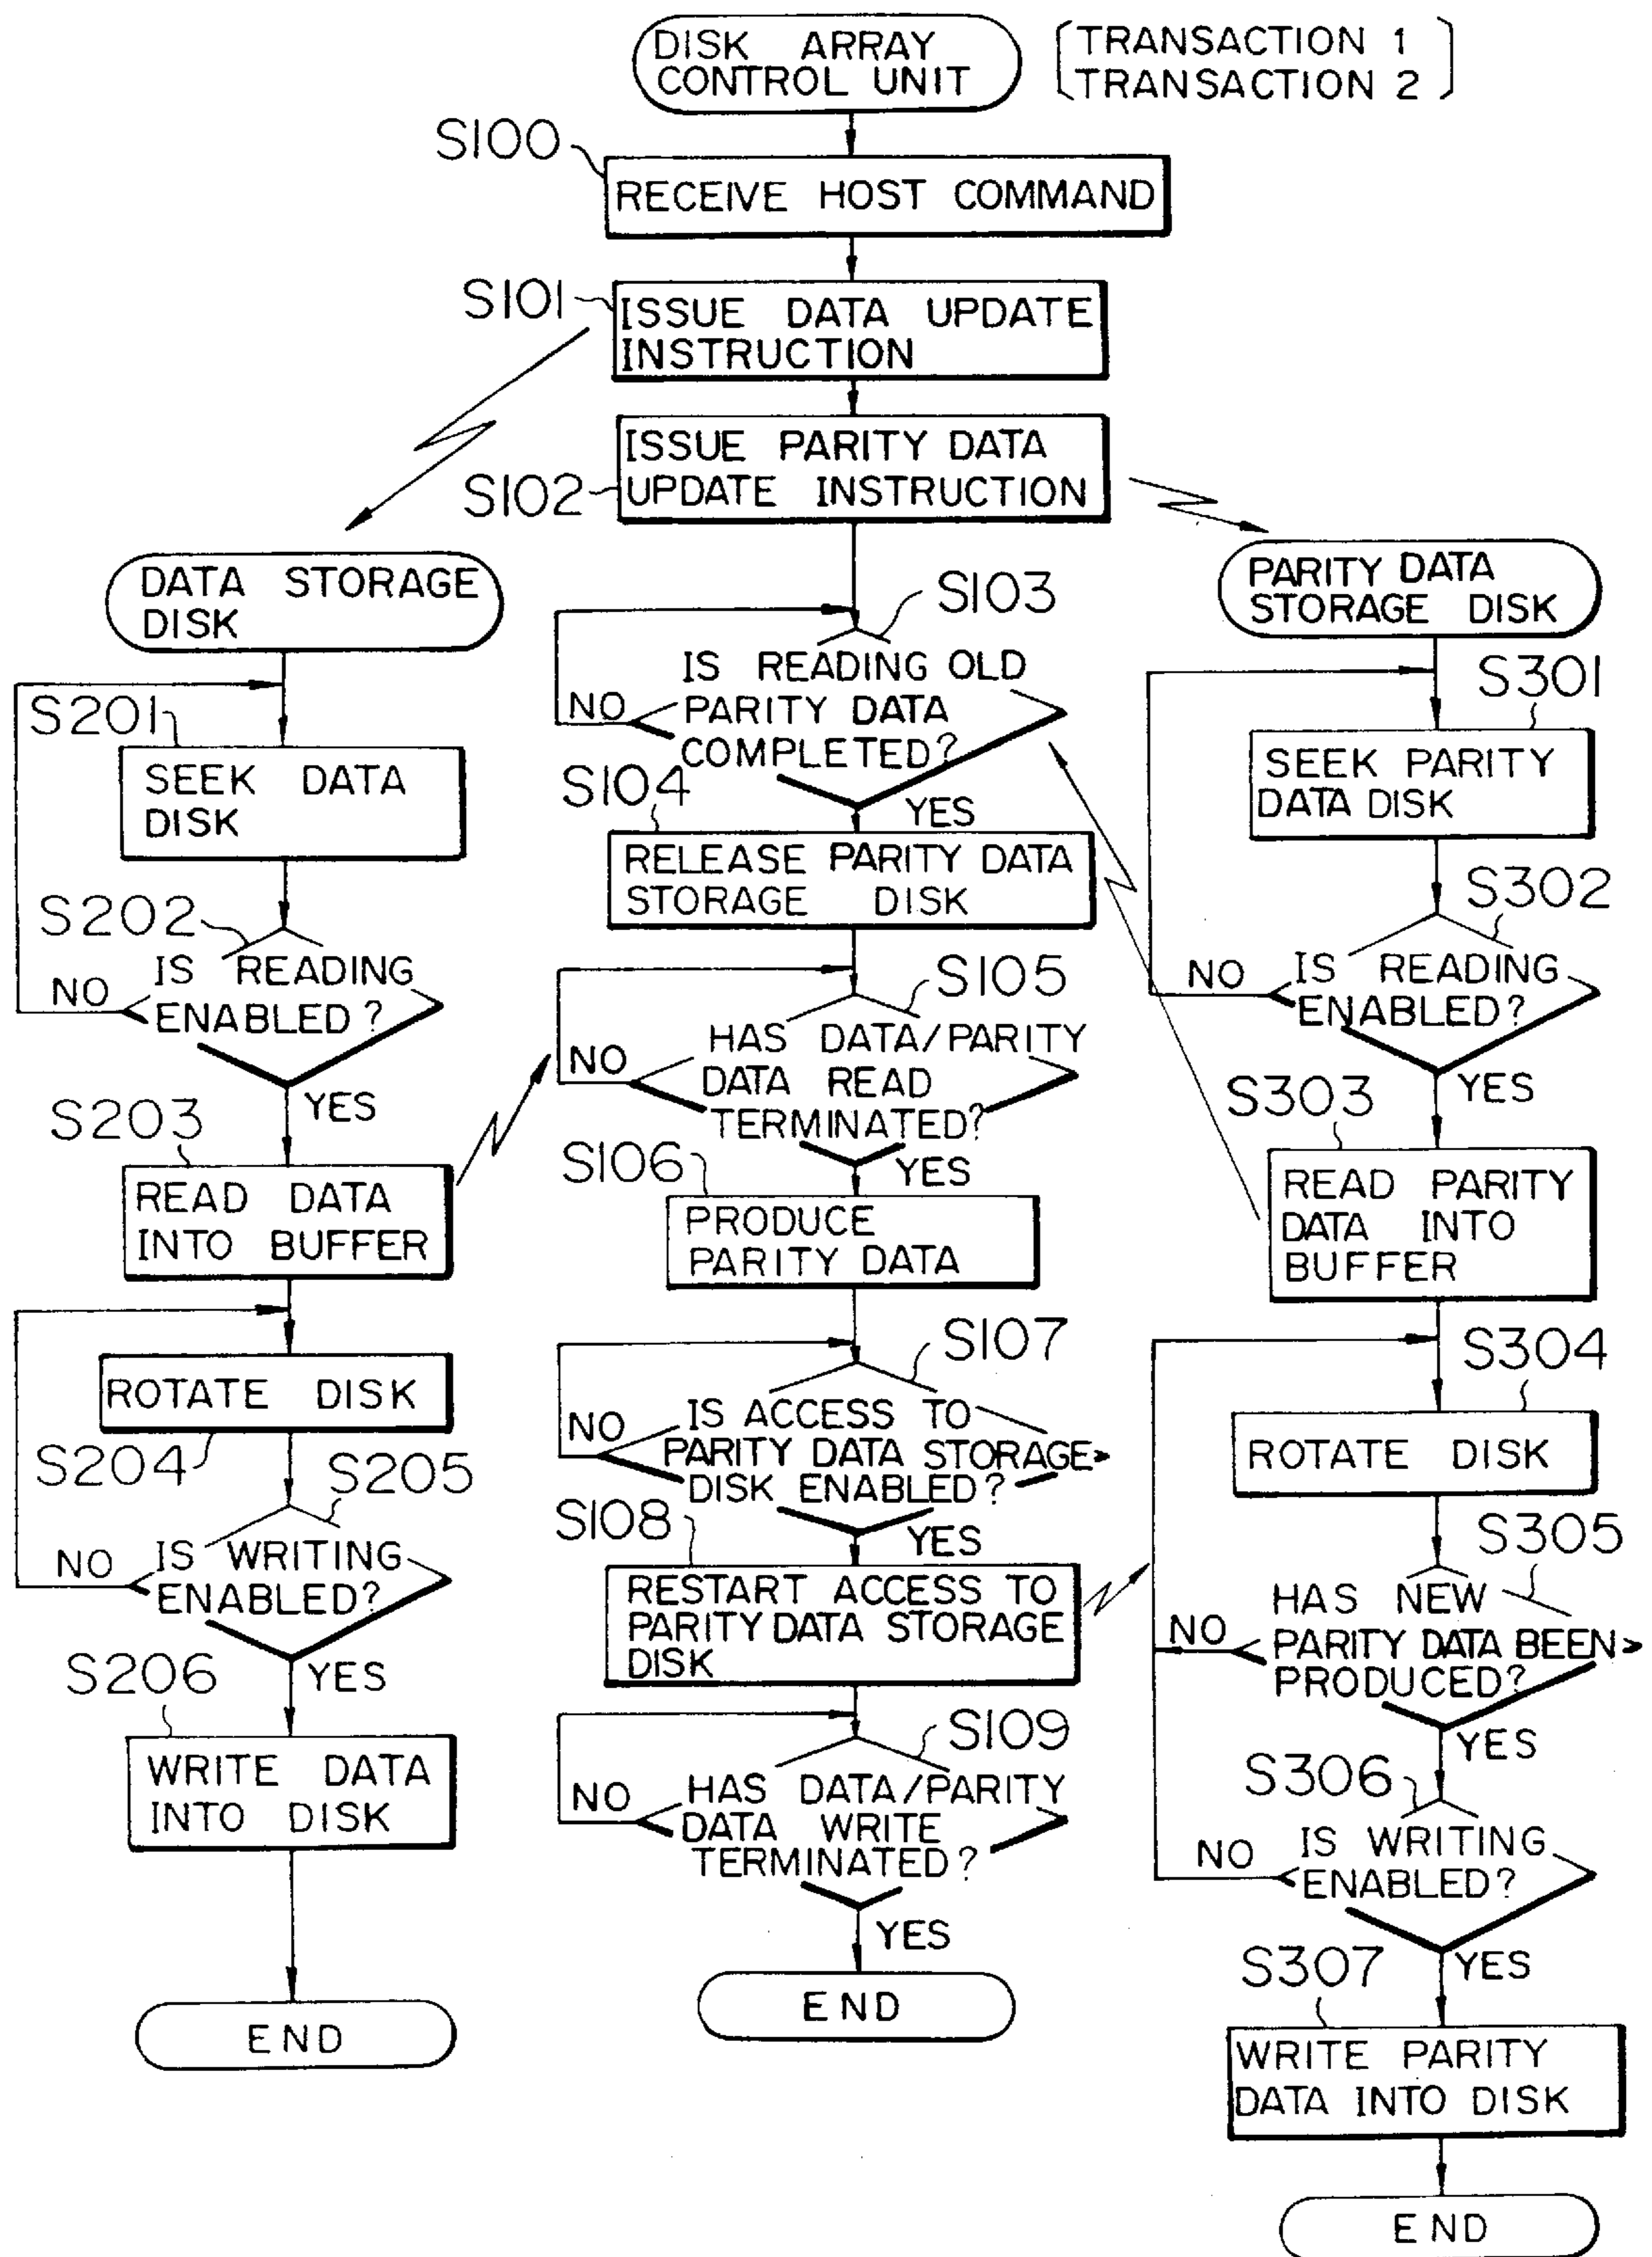 DISK ARRAY
CONTROL UNIT
TRANSACTION 1
TRANSACTION 2
S100
RECEIVE HOST COMMAND
S101
ISSUE DATA UPDATE
INSTRUCTION
S102
ISSUE PARITY DATA
UPDATE INSTRUCTION
DATA STORAGE
DISK
S201
SEEK DATA
DISK
S202
IS READING
ENABLED?
NO
YES
S203
READ DATA
INTO BUFFER
ROTATE DISK
S204
S205
IS WRITING
ENABLED?
NO
YES
S206
WRITE DATA
INTO DISK
END
S103
IS READING OLD
PARITY DATA
COMPLETED?
NO
YES
S104
RELEASE PARITY DATA
STORAGE DISK
S105
HAS DATA/PARITY
DATA READ
TERMINATED?
NO
YES
S106
PRODUCE
PARITY DATA
S107
IS ACCESS TO
PARITY DATA STORAGE
DISK ENABLED?
NO
YES
S108
RESTART ACCESS TO
PARITY DATA STORAGE
DISK
S109
HAS DATA/PARITY
DATA WRITE
TERMINATED?
NO
YES
END
PARITY DATA
STORAGE DISK
S301
SEEK PARITY
DATA DISK
S302
IS READING
ENABLED?
NO
YES
S303
READ PARITY
DATA INTO
BUFFER
S304
ROTATE DISK
S305
HAS NEW
PARITY DATA BEEN
PRODUCED?
NO
YES
S306
IS WRITING
ENABLED?
NO
YES
S307
WRITE PARITY
DATA INTO DISK
END